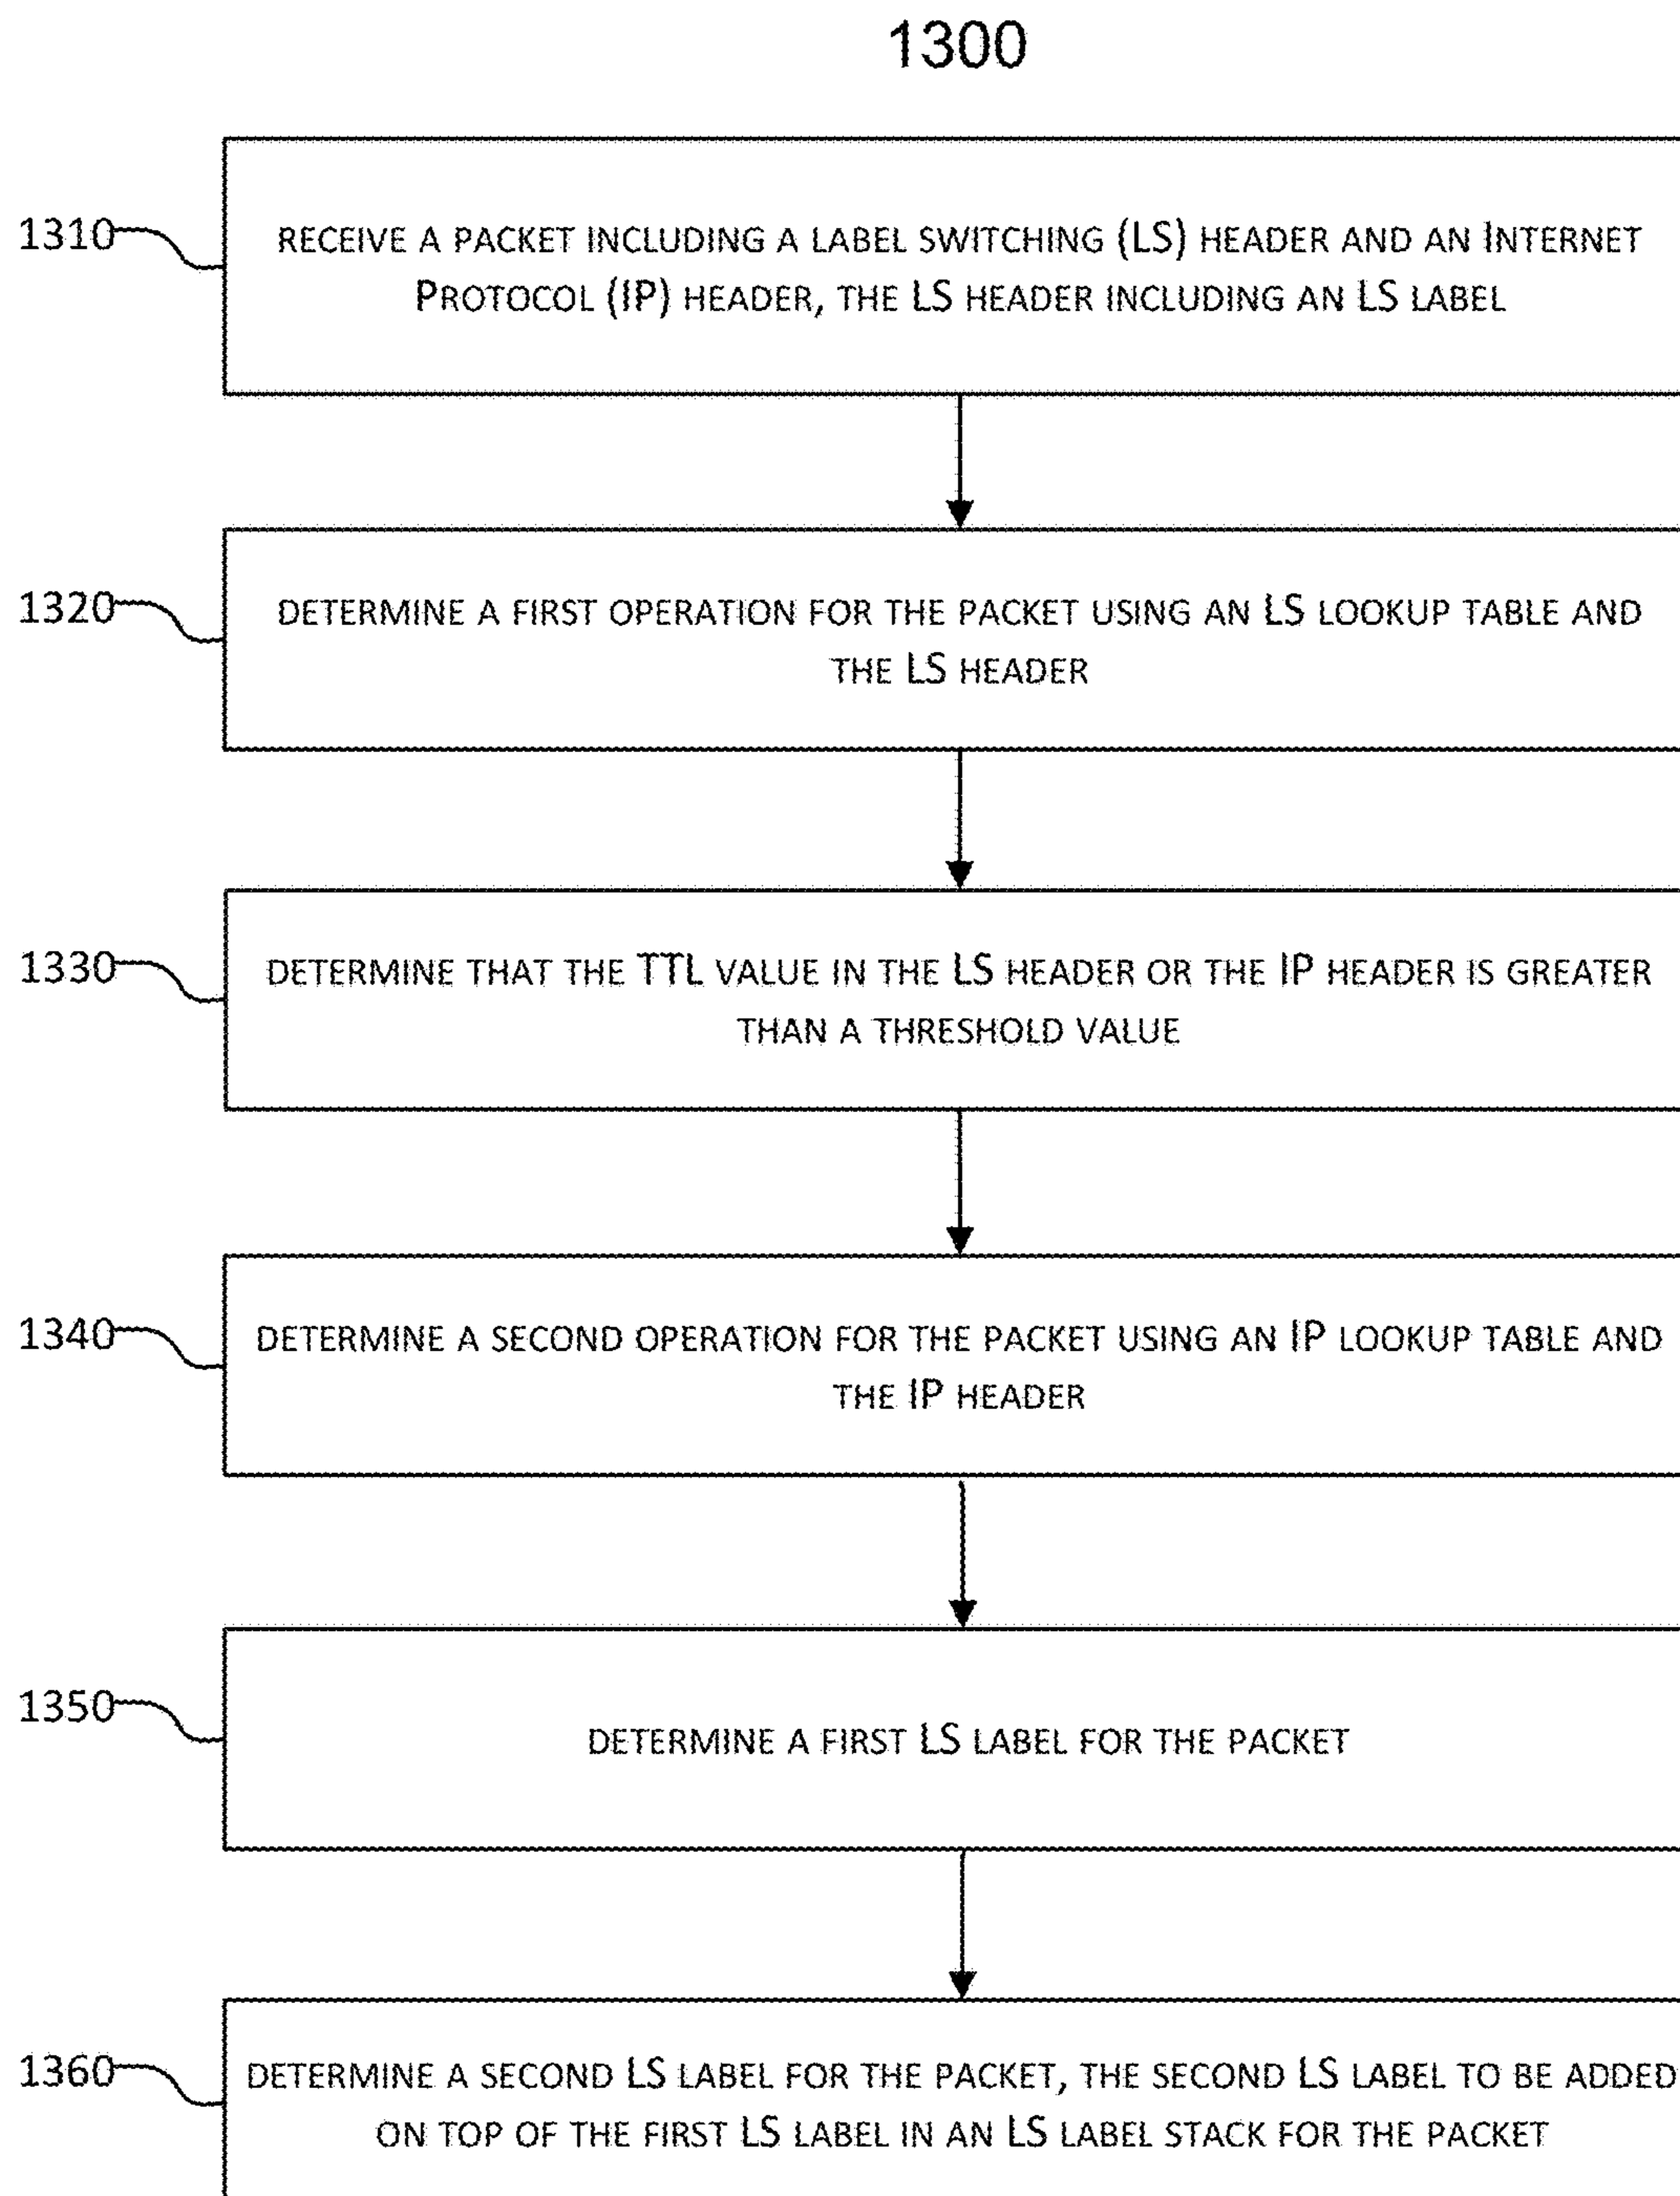 1300
1310
RECEIVE A PACKET INCLUDING A LABEL SWITCHING (LS) HEADER AND AN INTERNET
PROTOCOL (IP) HEADER, THE LS HEADER INCLUDING AN LS LABEL
1320
DETERMINE A FIRST OPERATION FOR THE PACKET USING AN LS LOOKUP TABLE AND
THE LS HEADER
1330
DETERMINE THAT THE TTL VALUE IN THE LS HEADER OR THE IP HEADER IS GREATER
THAN A THRESHOLD VALUE
1340
DETERMINE A SECOND OPERATION FOR THE PACKET USING AN IP LOOKUP TABLE AND
THE IP HEADER
1350
DETERMINE A FIRST LS LABEL FOR THE PACKET
1360
DETERMINE A SECOND LS LABEL FOR THE PACKET, THE SECOND LS LABEL TO BE ADDED
ON TOP OF THE FIRST LS LABEL IN AN LS LABEL STACK FOR THE PACKET